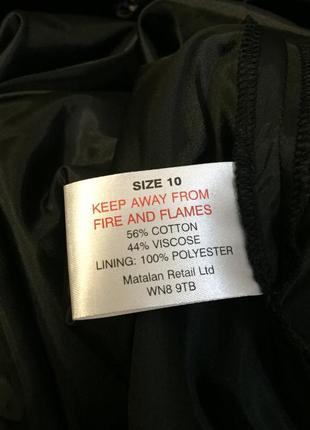 SIZE 10
KEEP AWAY FROM
FIRE AND FLAMES
56% COTTON
44% VISCOSE
LINING: 100% POLYESTER
Matalan Retail Ltd
WN8 9TB